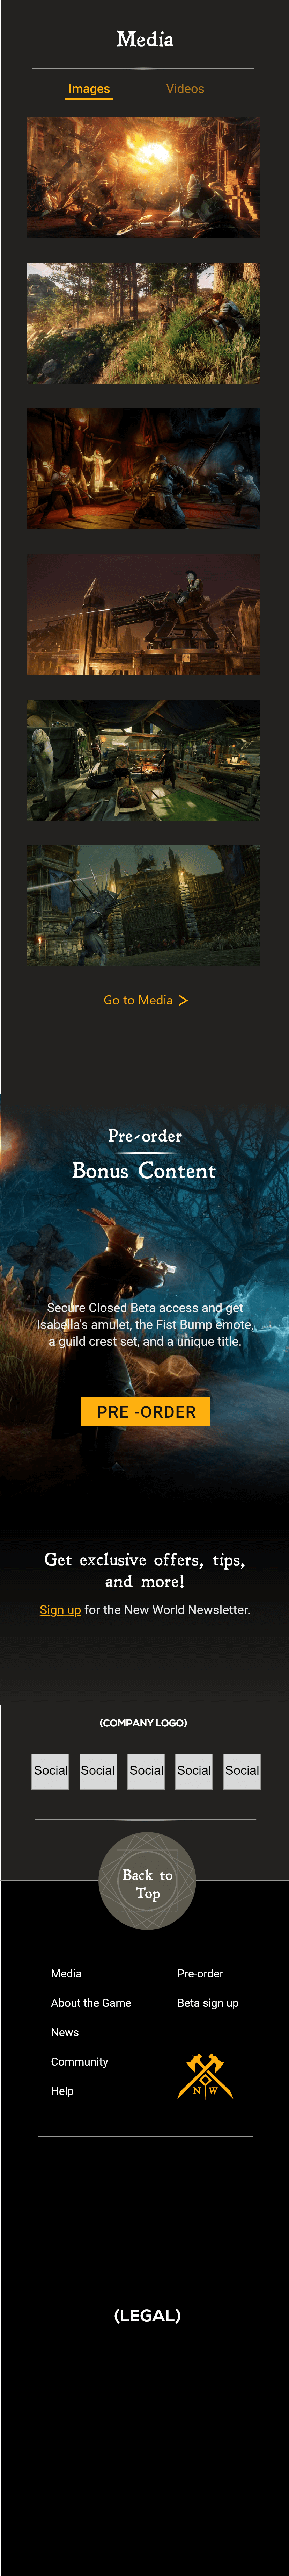 Media
Images
Videos
Go to Media >
Pre-order
Bonus Content
Secure Closed Beta access and get
Isabella's amulet, the Fist Bump emote,
a guild crest set, and a unique title.
PRE -ORDER
Get exclusive offers, tips,
and more!
Sign up for the New World Newsletter.
(COMPANY LOGO)
Social
Social
Social
Social
Social
Back to
Top
Media
Pre-order
About the Game
Beta sign up
News
Community
Help
N W
(LEGAL)